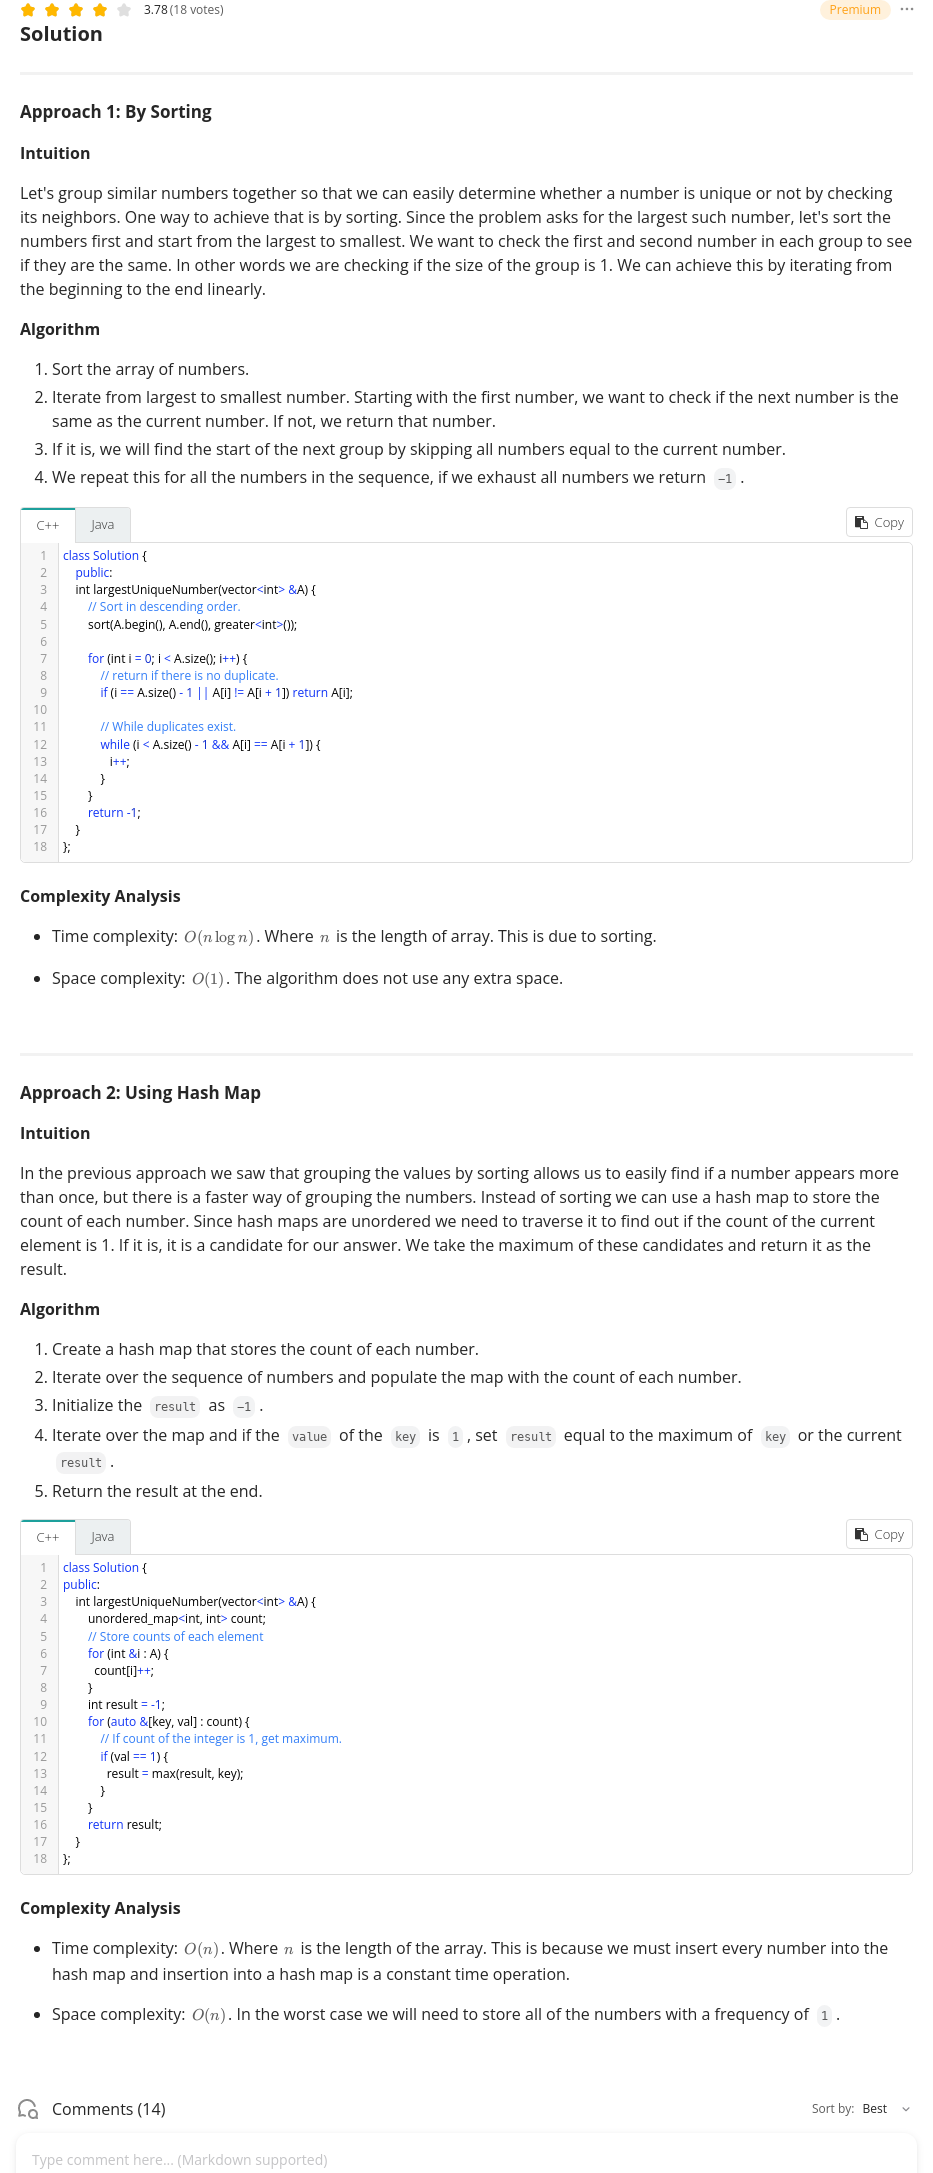 3.78 (18 votes)
Premium
Solution
Approach 1: By Sorting
Intuition
Let's group similar numbers together so that we can easily determine whether a number is unique or not by checking
its neighbors. One way to achieve that is by sorting. Since the problem asks for the largest such number, let's sort the
numbers first and start from the largest to smallest. We want to check the first and second number in each group to see
if they are the same. In other words we are checking if the size of the group is 1. We can achieve this by iterating from
the beginning to the end linearly.
Algorithm
1. Sort the array of numbers.
2. Iterate from largest to smallest number. Starting with the first number, we want to check if the next number is the
same as the current number. If not, we return that number.
3. If it is, we will find the start of the next group by skipping all numbers equal to the current number.
4. We repeat this for all the numbers in the sequence, if we exhaust all numbers we return −1 .
C++ Java Copy
1 class Solution {
2 public:
3 int largestUniqueNumber(vector<int> &A) {
4 // Sort in descending order.
5 sort(A.begin(), A.end(), greater<int>());
6
7 for (int i = 0; i < A.size(); i++) {
8 // return if there is no duplicate.
9 if (i == A.size() - 1 || A[i] != A[i + 1]) return A[i];
10
11 // While duplicates exist.
12 while (i < A.size() - 1 && A[i] == A[i + 1]) {
13 i++;
14 }
15 }
16 return -1;
17 }
18 };
Complexity Analysis
• Time complexity: O(n log n). Where n is the length of array. This is due to sorting.
• Space complexity: O(1). The algorithm does not use any extra space.
Approach 2: Using Hash Map
Intuition
In the previous approach we saw that grouping the values by sorting allows us to easily find if a number appears more
than once, but there is a faster way of grouping the numbers. Instead of sorting we can use a hash map to store the
count of each number. Since hash maps are unordered we need to traverse it to find out if the count of the current
element is 1. If it is, it is a candidate for our answer. We take the maximum of these candidates and return it as the
result.
Algorithm
1. Create a hash map that stores the count of each number.
2. Iterate over the sequence of numbers and populate the map with the count of each number.
3. Initialize the result as −1 .
4. Iterate over the map and if the value of the key is 1 , set result equal to the maximum of key or the current
result .
5. Return the result at the end.
C++ Java Copy
1 class Solution {
2 public:
3 int largestUniqueNumber(vector<int> &A) {
4 unordered_map<int, int> count;
5 // Store counts of each element
6 for (int &i : A) {
7 count[i]++;
8 }
9 int result = -1;
10 for (auto &[key, val] : count) {
11 // If count of the integer is 1, get maximum.
12 if (val == 1) {
13 result = max(result, key);
14 }
15 }
16 return result;
17 }
18 };
Complexity Analysis
• Time complexity: O(n). Where n is the length of the array. This is because we must insert every number into the
hash map and insertion into a hash map is a constant time operation.
• Space complexity: O(n). In the worst case we will need to store all of the numbers with a frequency of 1 .
Comments (14)
Sort by: Best
Type comment here... (Markdown supported)